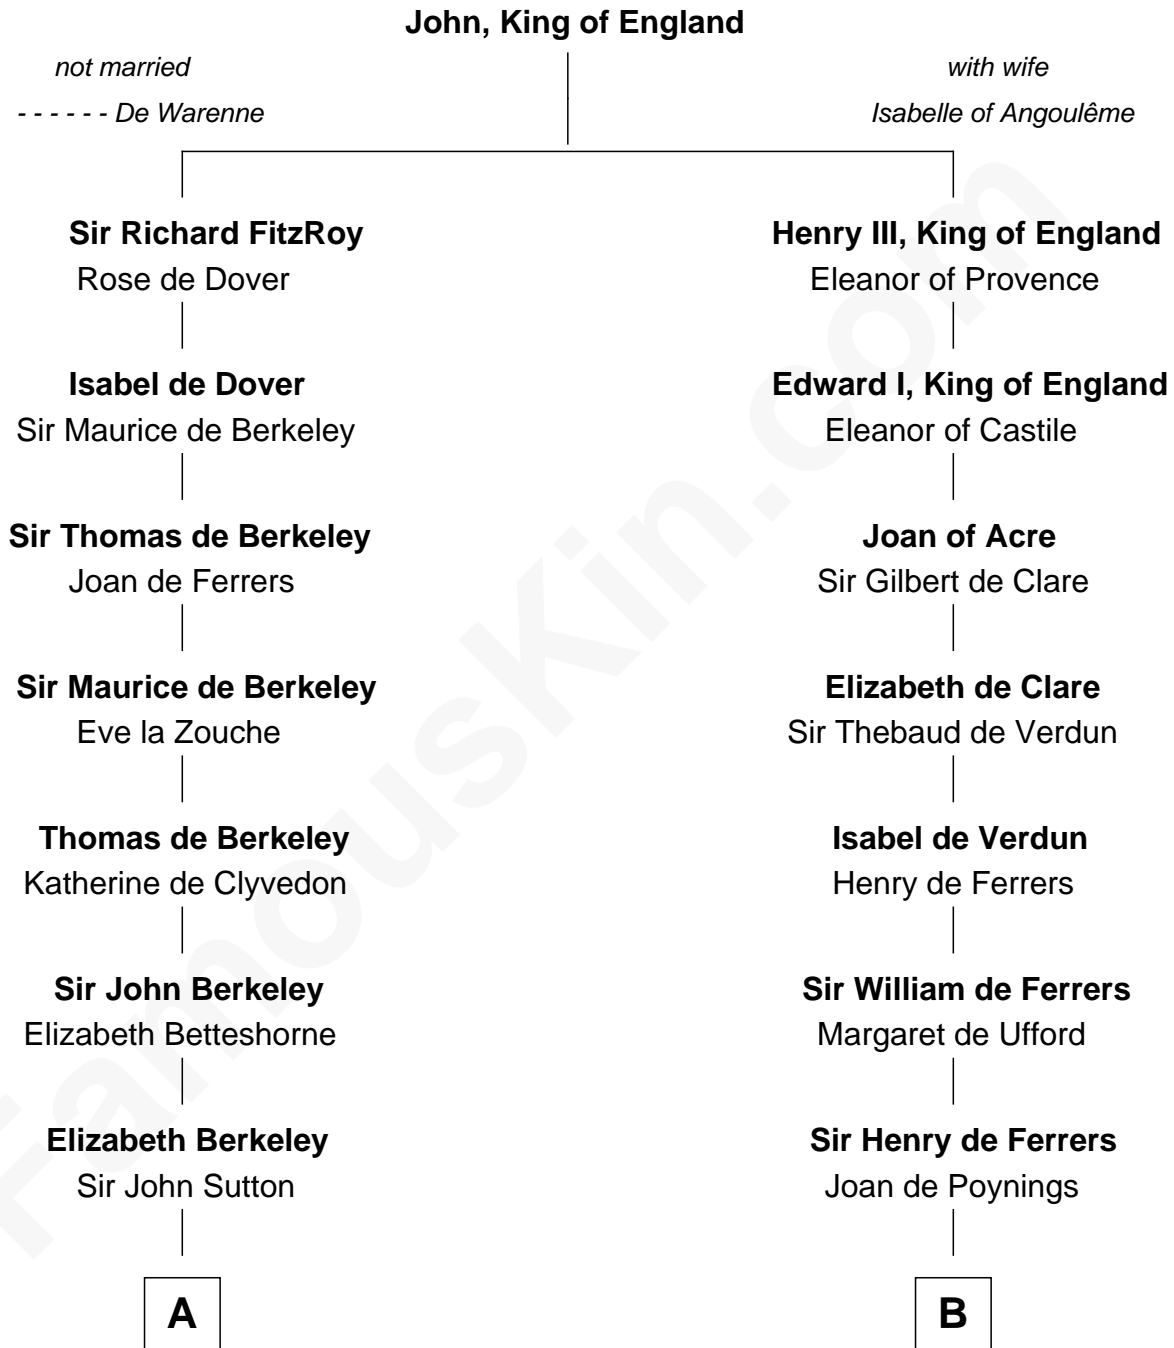 John, King of England
not married
- - - - - - De Warenne
with wife
Isabelle of Angoulême
Sir Richard FitzRoy
Rose de Dover
Isabel de Dover
Sir Maurice de Berkeley
Sir Thomas de Berkeley
Joan de Ferrers
Sir Maurice de Berkeley
Eve la Zouche
Thomas de Berkeley
Katherine de Clyvedon
Sir John Berkeley
Elizabeth Betteshorne
Elizabeth Berkeley
Sir John Sutton
A
Henry III, King of England
Eleanor of Provence
Edward I, King of England
Eleanor of Castile
Joan of Acre
Sir Gilbert de Clare
Elizabeth de Clare
Sir Thebaud de Verdun
Isabel de Verdun
Henry de Ferrers
Sir William de Ferrers
Margaret de Ufford
Sir Henry de Ferrers
Joan de Poynings
B
FamousKin.com